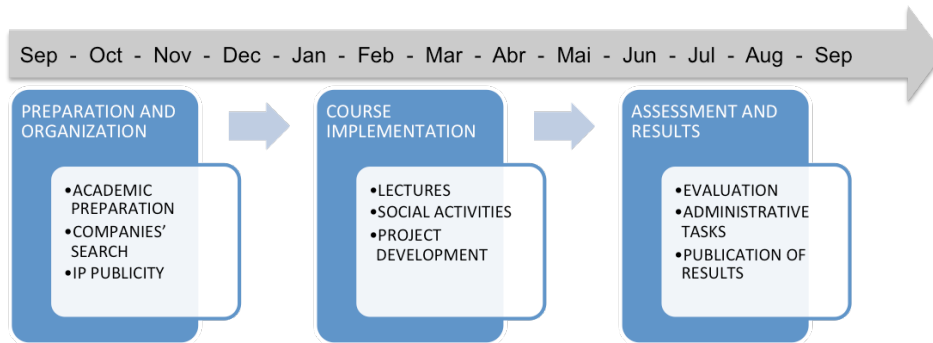 Sep - Oct - Nov - Dec - Jan - Feb - Mar - Abr - Mai - Jun - Jul - Aug - Sep
PREPARATION AND
ORGANIZATION
•ACADEMIC
PREPARATION
•COMPANIES’
SEARCH
•IP PUBLICITY
COURSE
IMPLEMENTATION
•LECTURES
•SOCIAL ACTIVITIES
•PROJECT
DEVELOPMENT
ASSESSMENT AND
RESULTS
•EVALUATION
•ADMINISTRATIVE
TASKS
•PUBLICATION OF
RESULTS